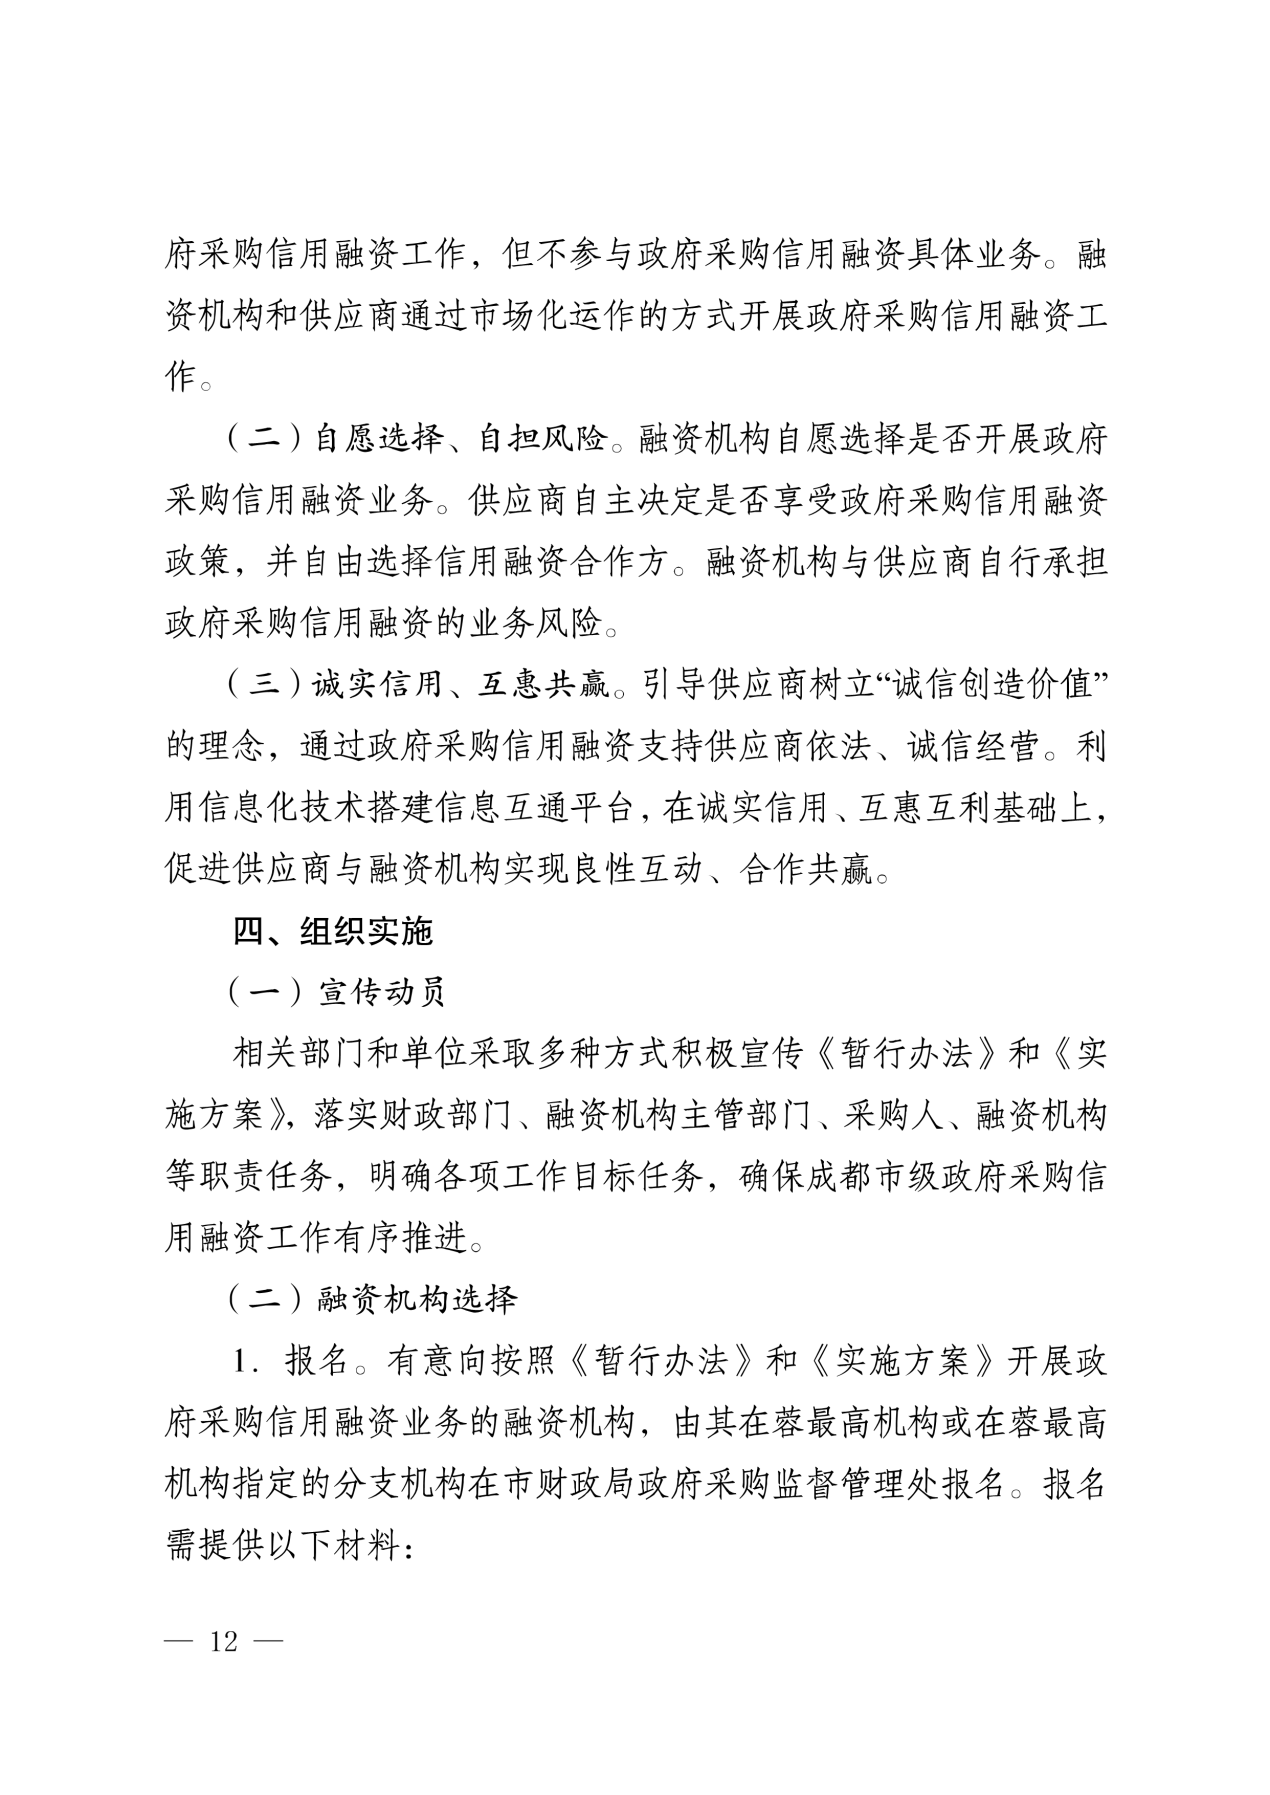 府采购信用融资工作，但不参与政府采购信用融资具体业务。融
资机构和供应商通过市场化运作的方式开展政府采购信用融资工
作。
（二）自愿选择、自担风险。融资机构自愿选择是否开展政府
采购信用融资业务。供应商自主决定是否享受政府采购信用融资
政策，并自由选择信用融资合作方。融资机构与供应商自行承担
政府采购信用融资的业务风险。
（三）诚实信用、互惠共赢。引导供应商树立“诚信创造价值”
的理念，通过政府采购信用融资支持供应商依法、诚信经营。利
用信息化技术搭建信息互通平台，在诚实信用、互惠互利基础上，
促进供应商与融资机构实现良性互动、合作共赢。
四、组织实施
（一）宣传动员
相关部门和单位采取多种方式积极宣传《暂行办法》和《实
施方案》，落实财政部门、融资机构主管部门、采购人、融资机构
等职责任务，明确各项工作目标任务，确保成都市级政府采购信
用融资工作有序推进。
（二）融资机构选择
1．报名。有意向按照《暂行办法》和《实施方案》开展政
府采购信用融资业务的融资机构，由其在蓉最高机构或在蓉最高
机构指定的分支机构在市财政局政府采购监督管理处报名。报名
需提供以下材料：
— 12 —